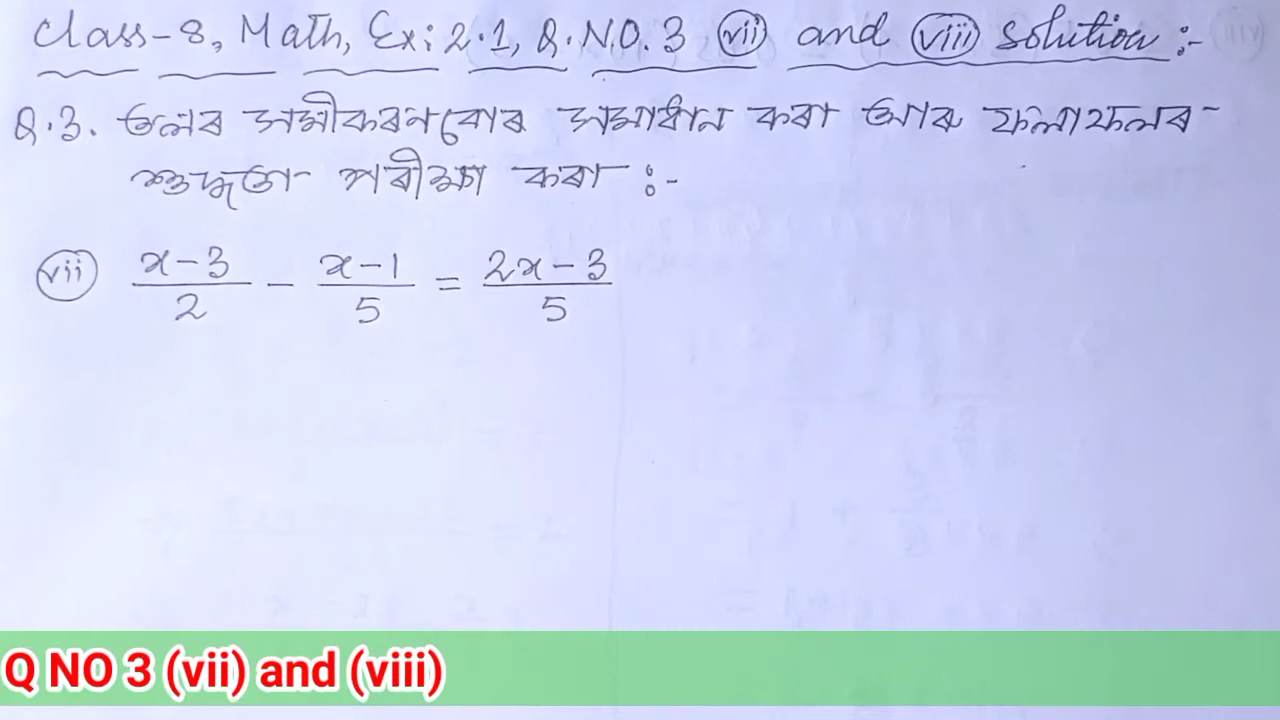 Class-8, Math, Ex: 2.1, Q.N.O. 3 (vii) and (viii) solution :-
Q.3. তলৰ সমীকৰণবোৰ সমাধান কৰা আৰু ফলাফলৰ
শুদ্ধতা পৰীক্ষা কৰা :-
(vii) x-3/2 - x-1/5 = 2x-3/5
Q NO 3 (vii) and (viii)